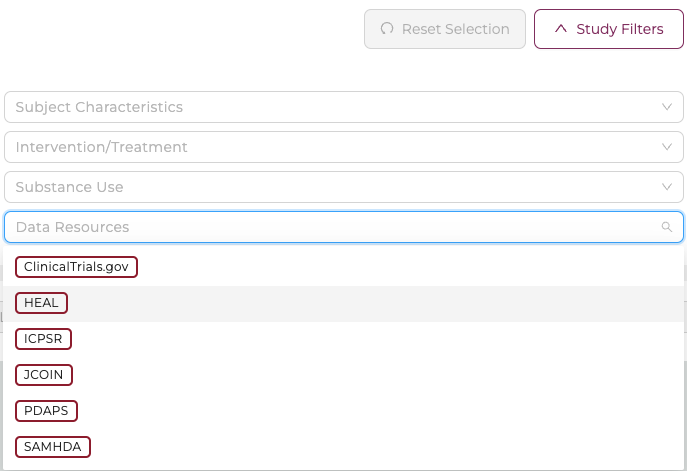 Reset Selection
Study Filters
Subject Characteristics
Intervention/Treatment
Substance Use
Data Resources
ClinicalTrials.gov
HEAL
ICPSR
JCOIN
PDAPS
SAMHDA